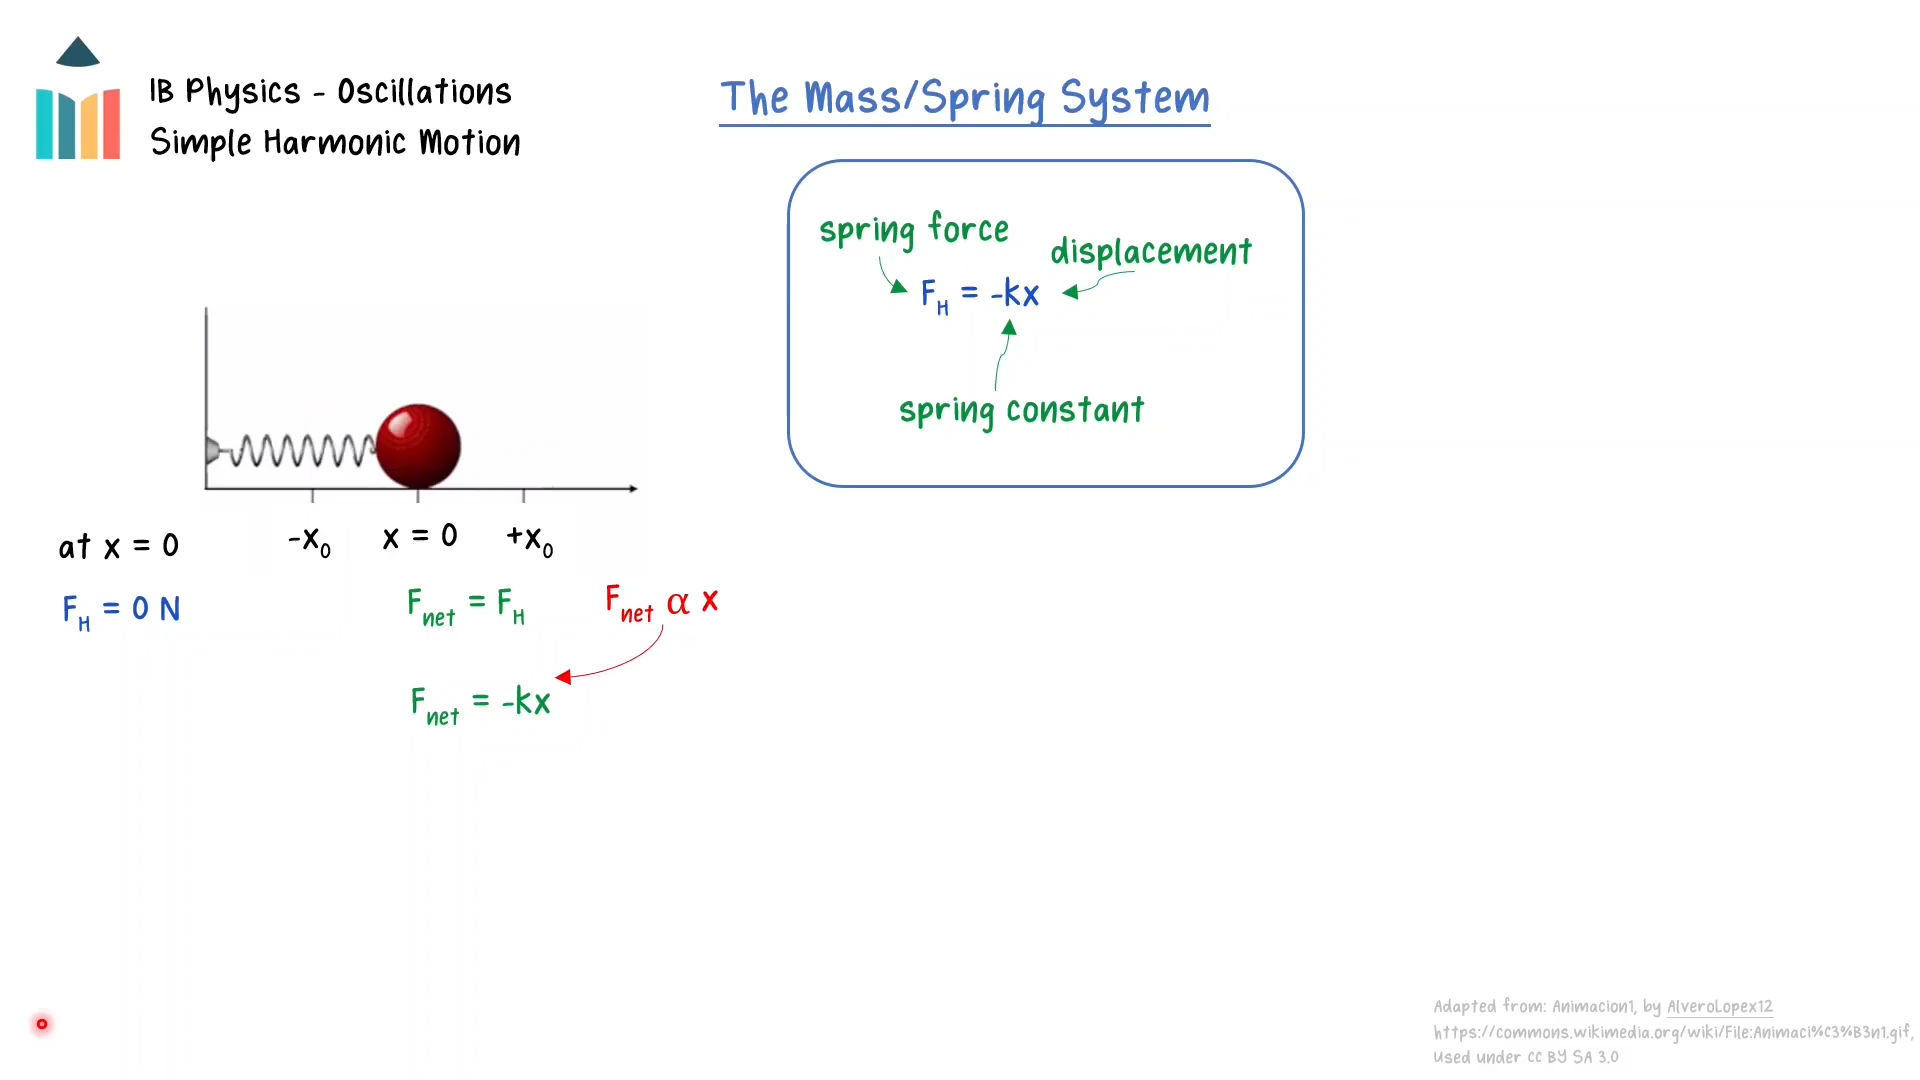 IB Physics - Oscillations
Simple Harmonic Motion
The Mass/Spring System
spring force
displacement
F_H = -kx
spring constant
-x₀ x = 0 +x₀
at x = 0
F_H = 0 N
F_net = F_H
F_net α x
F_net = -kx
Adapted from: Animacion1, by AlveroLopex12
https://commons.wikimedia.org/wiki/File:Animaci%C3%B3n1.gif,
Used under CC BY SA 3.0